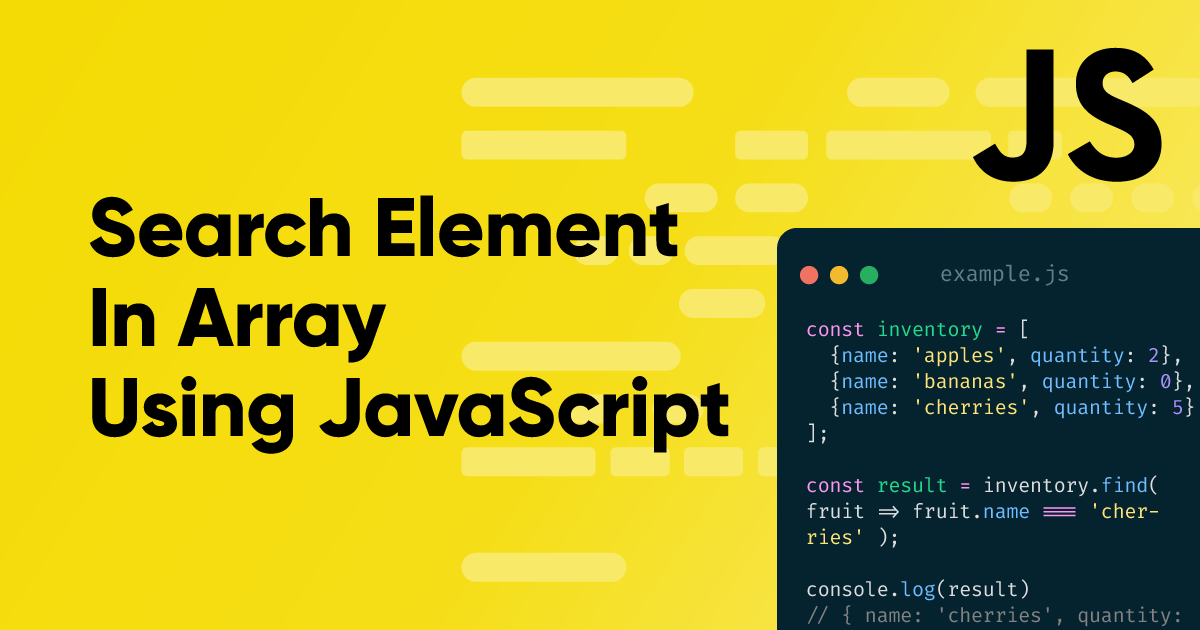 JS
Search Element
In Array
Using JavaScript
example.js
const inventory = [
  {name: 'apples', quantity: 2},
  {name: 'bananas', quantity: 0},
  {name: 'cherries', quantity: 5}
];
const result = inventory.find(
fruit => fruit.name === 'cher-
ries' );
console.log(result)
// { name: 'cherries', quantity: